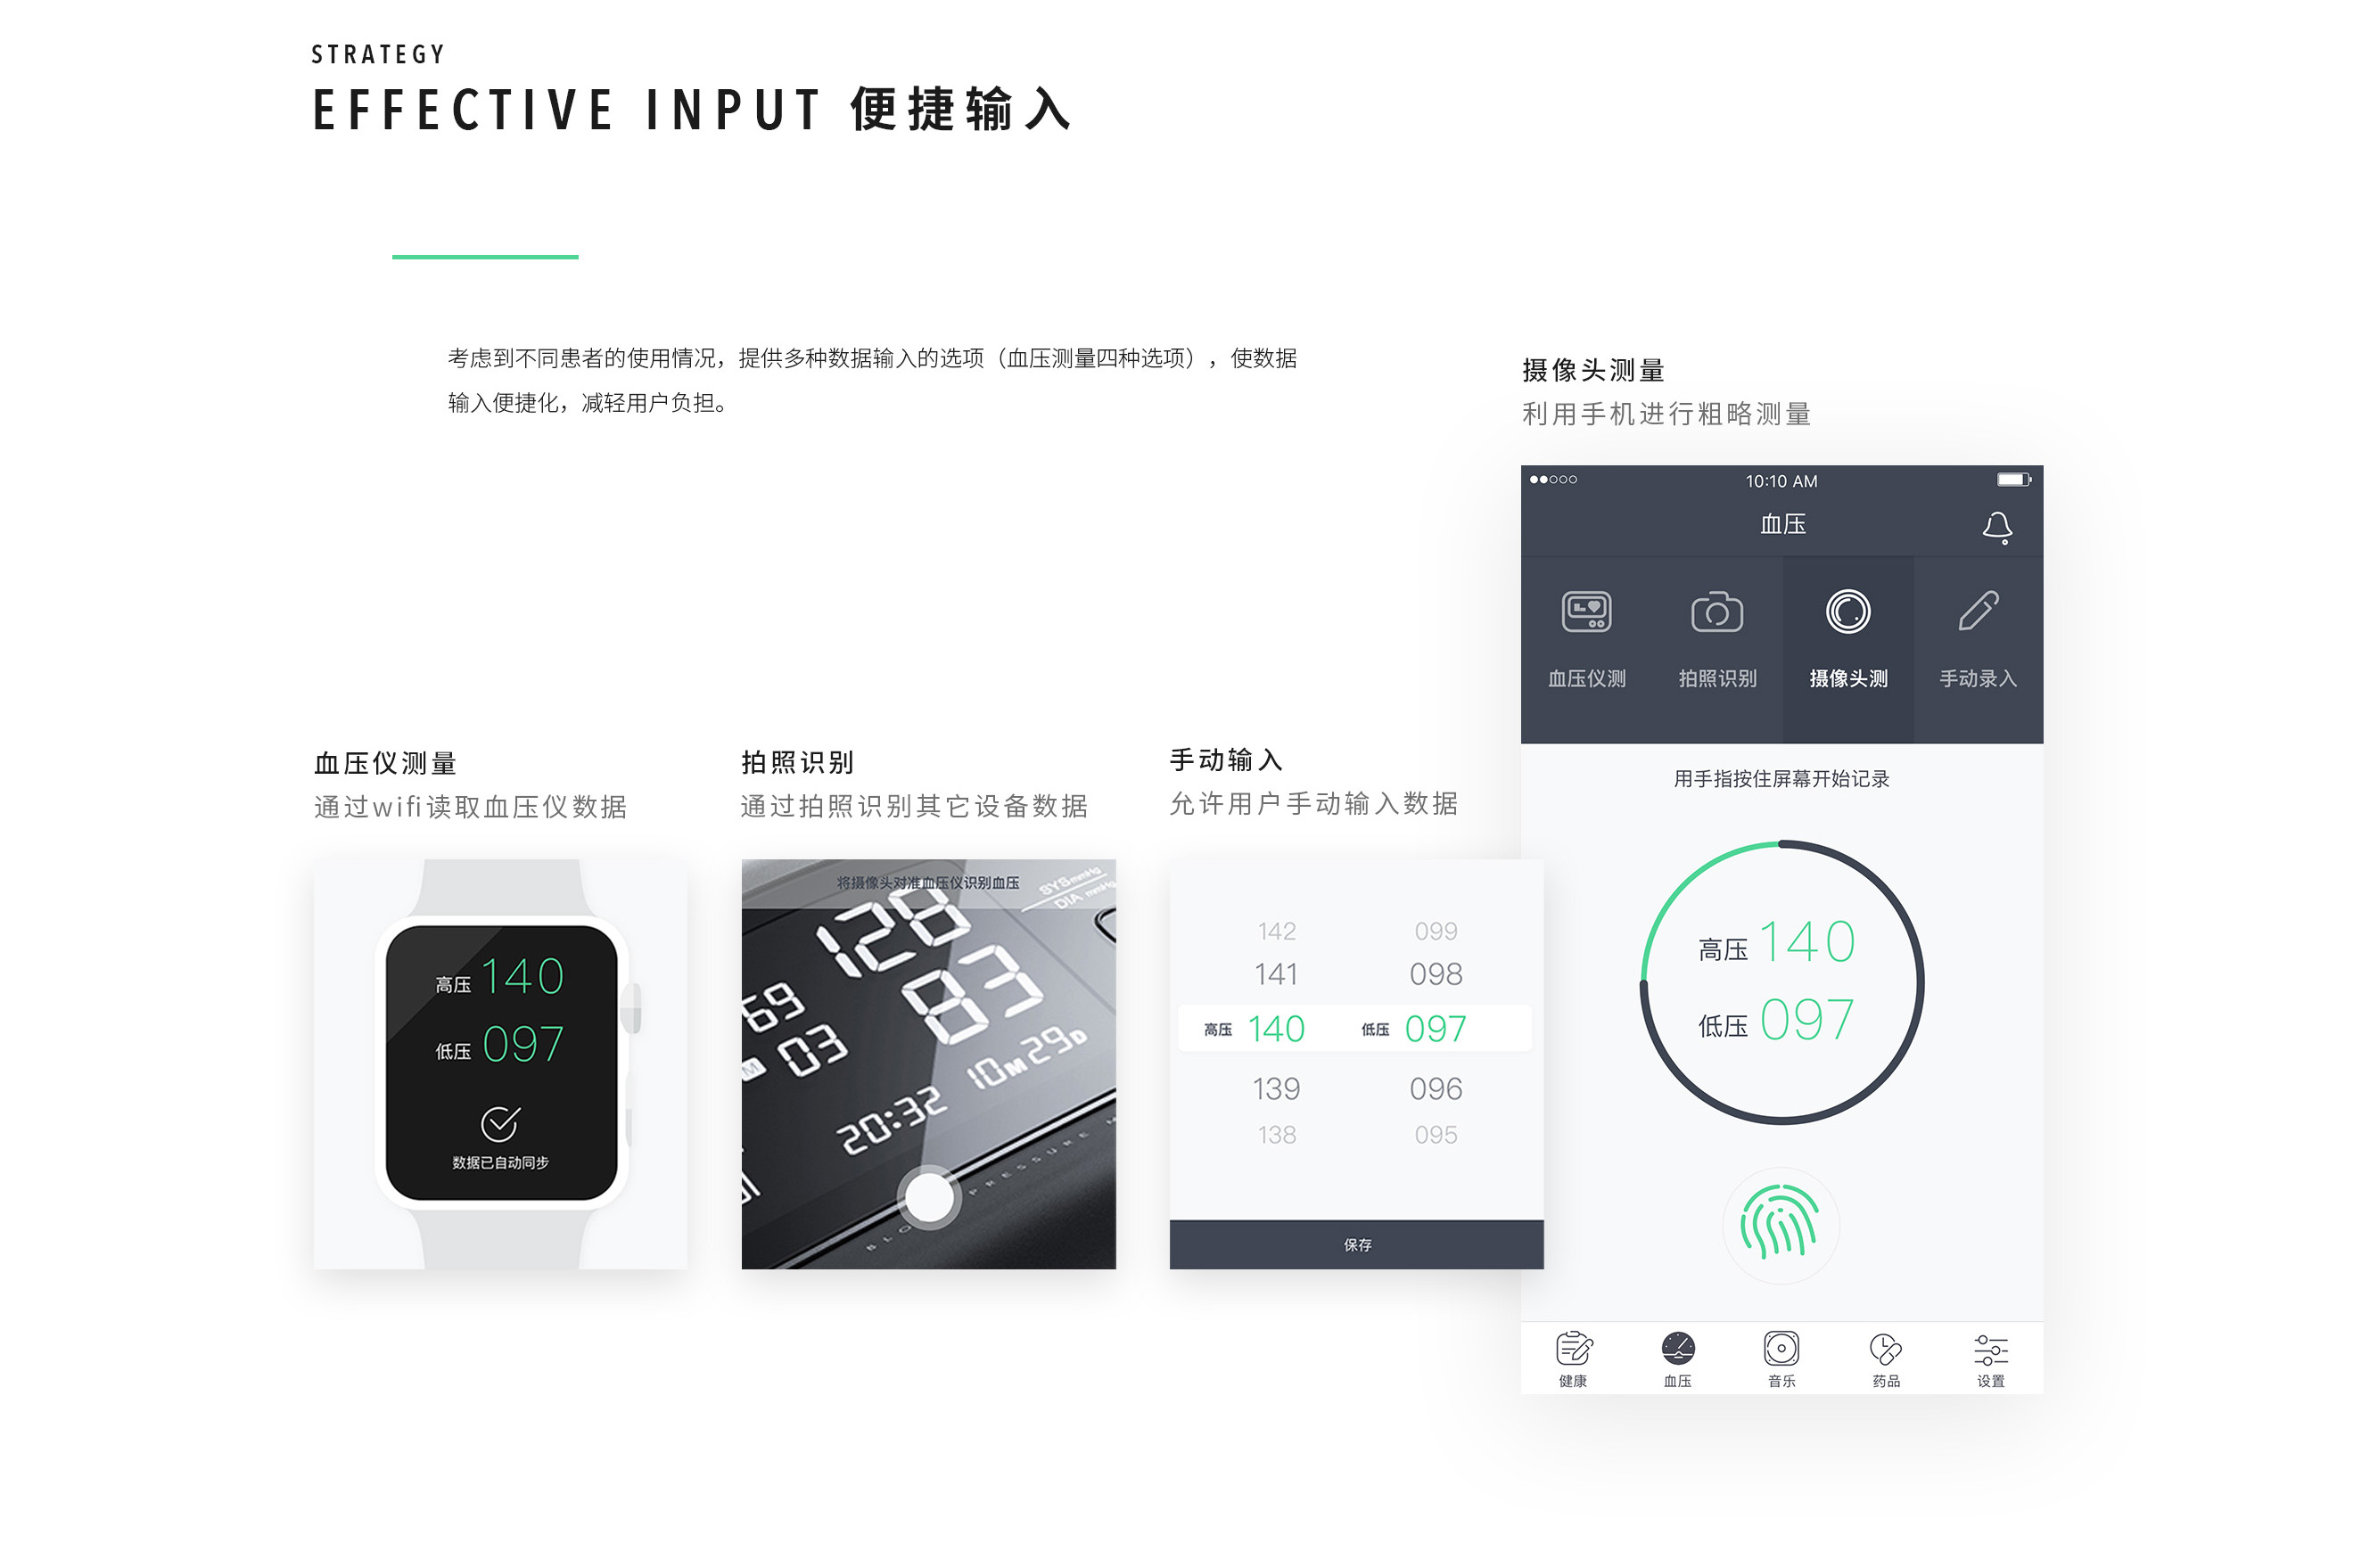 STRATEGY
EFFECTIVE INPUT 便捷输入
考虑到不同患者的使用情况，提供多种数据输入的选项（血压测量四种选项），使数据
输入便捷化，减轻用户负担。
摄像头测量
利用手机进行粗略测量
10:10 AM
血压
血压仪测
拍照识别
摄像头测
手动录入
用手指按住屏幕开始记录
高压 140
低压 097
健康
血压
音乐
药品
设置
血压仪测量
通过wifi读取血压仪数据
高压 140
低压 097
数据已自动同步
拍照识别
通过拍照识别其它设备数据
将摄像头对准血压仪识别血压
SYS mmHg
DIA mmHg
128
83
69
M 03
10M29D
20:32
PRESSURE
手动输入
允许用户手动输入数据
142 099
141 098
高压 140 低压 097
139 096
138 095
保存